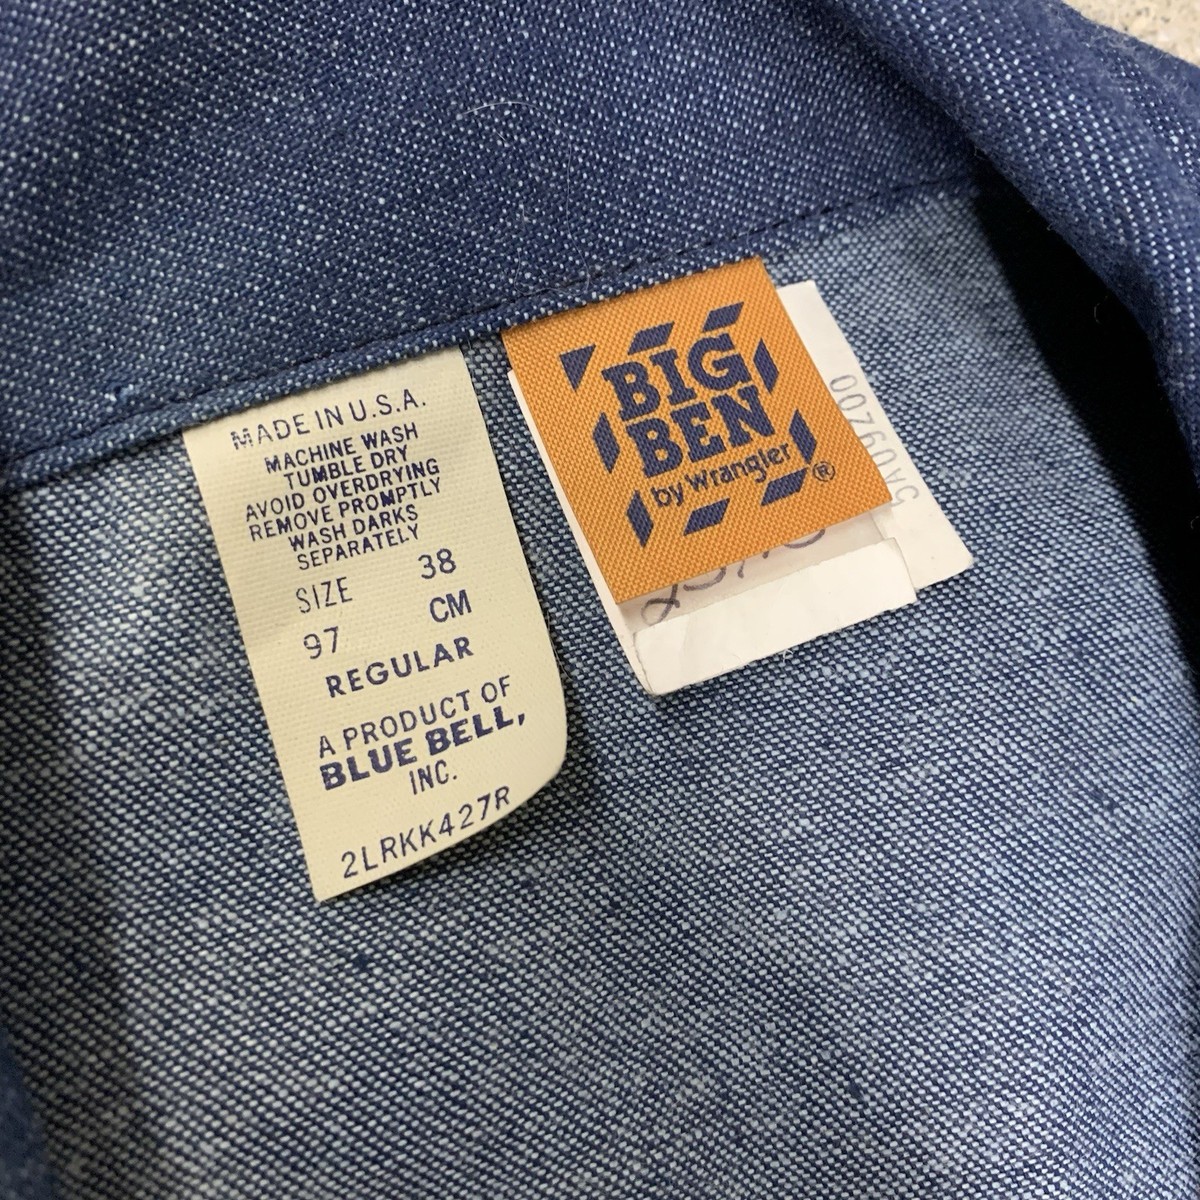 MADE IN U.S.A.
MACHINE WASH
TUMBLE DRY
AVOID OVERDRYING
REMOVE PROMPTLY
WASH DARKS
SEPARATELY
SIZE 38
97 CM
REGULAR
A PRODUCT OF
BLUE BELL,
INC.
2LRKK427R
BIG
BEN
by Wrangler®
5A09200